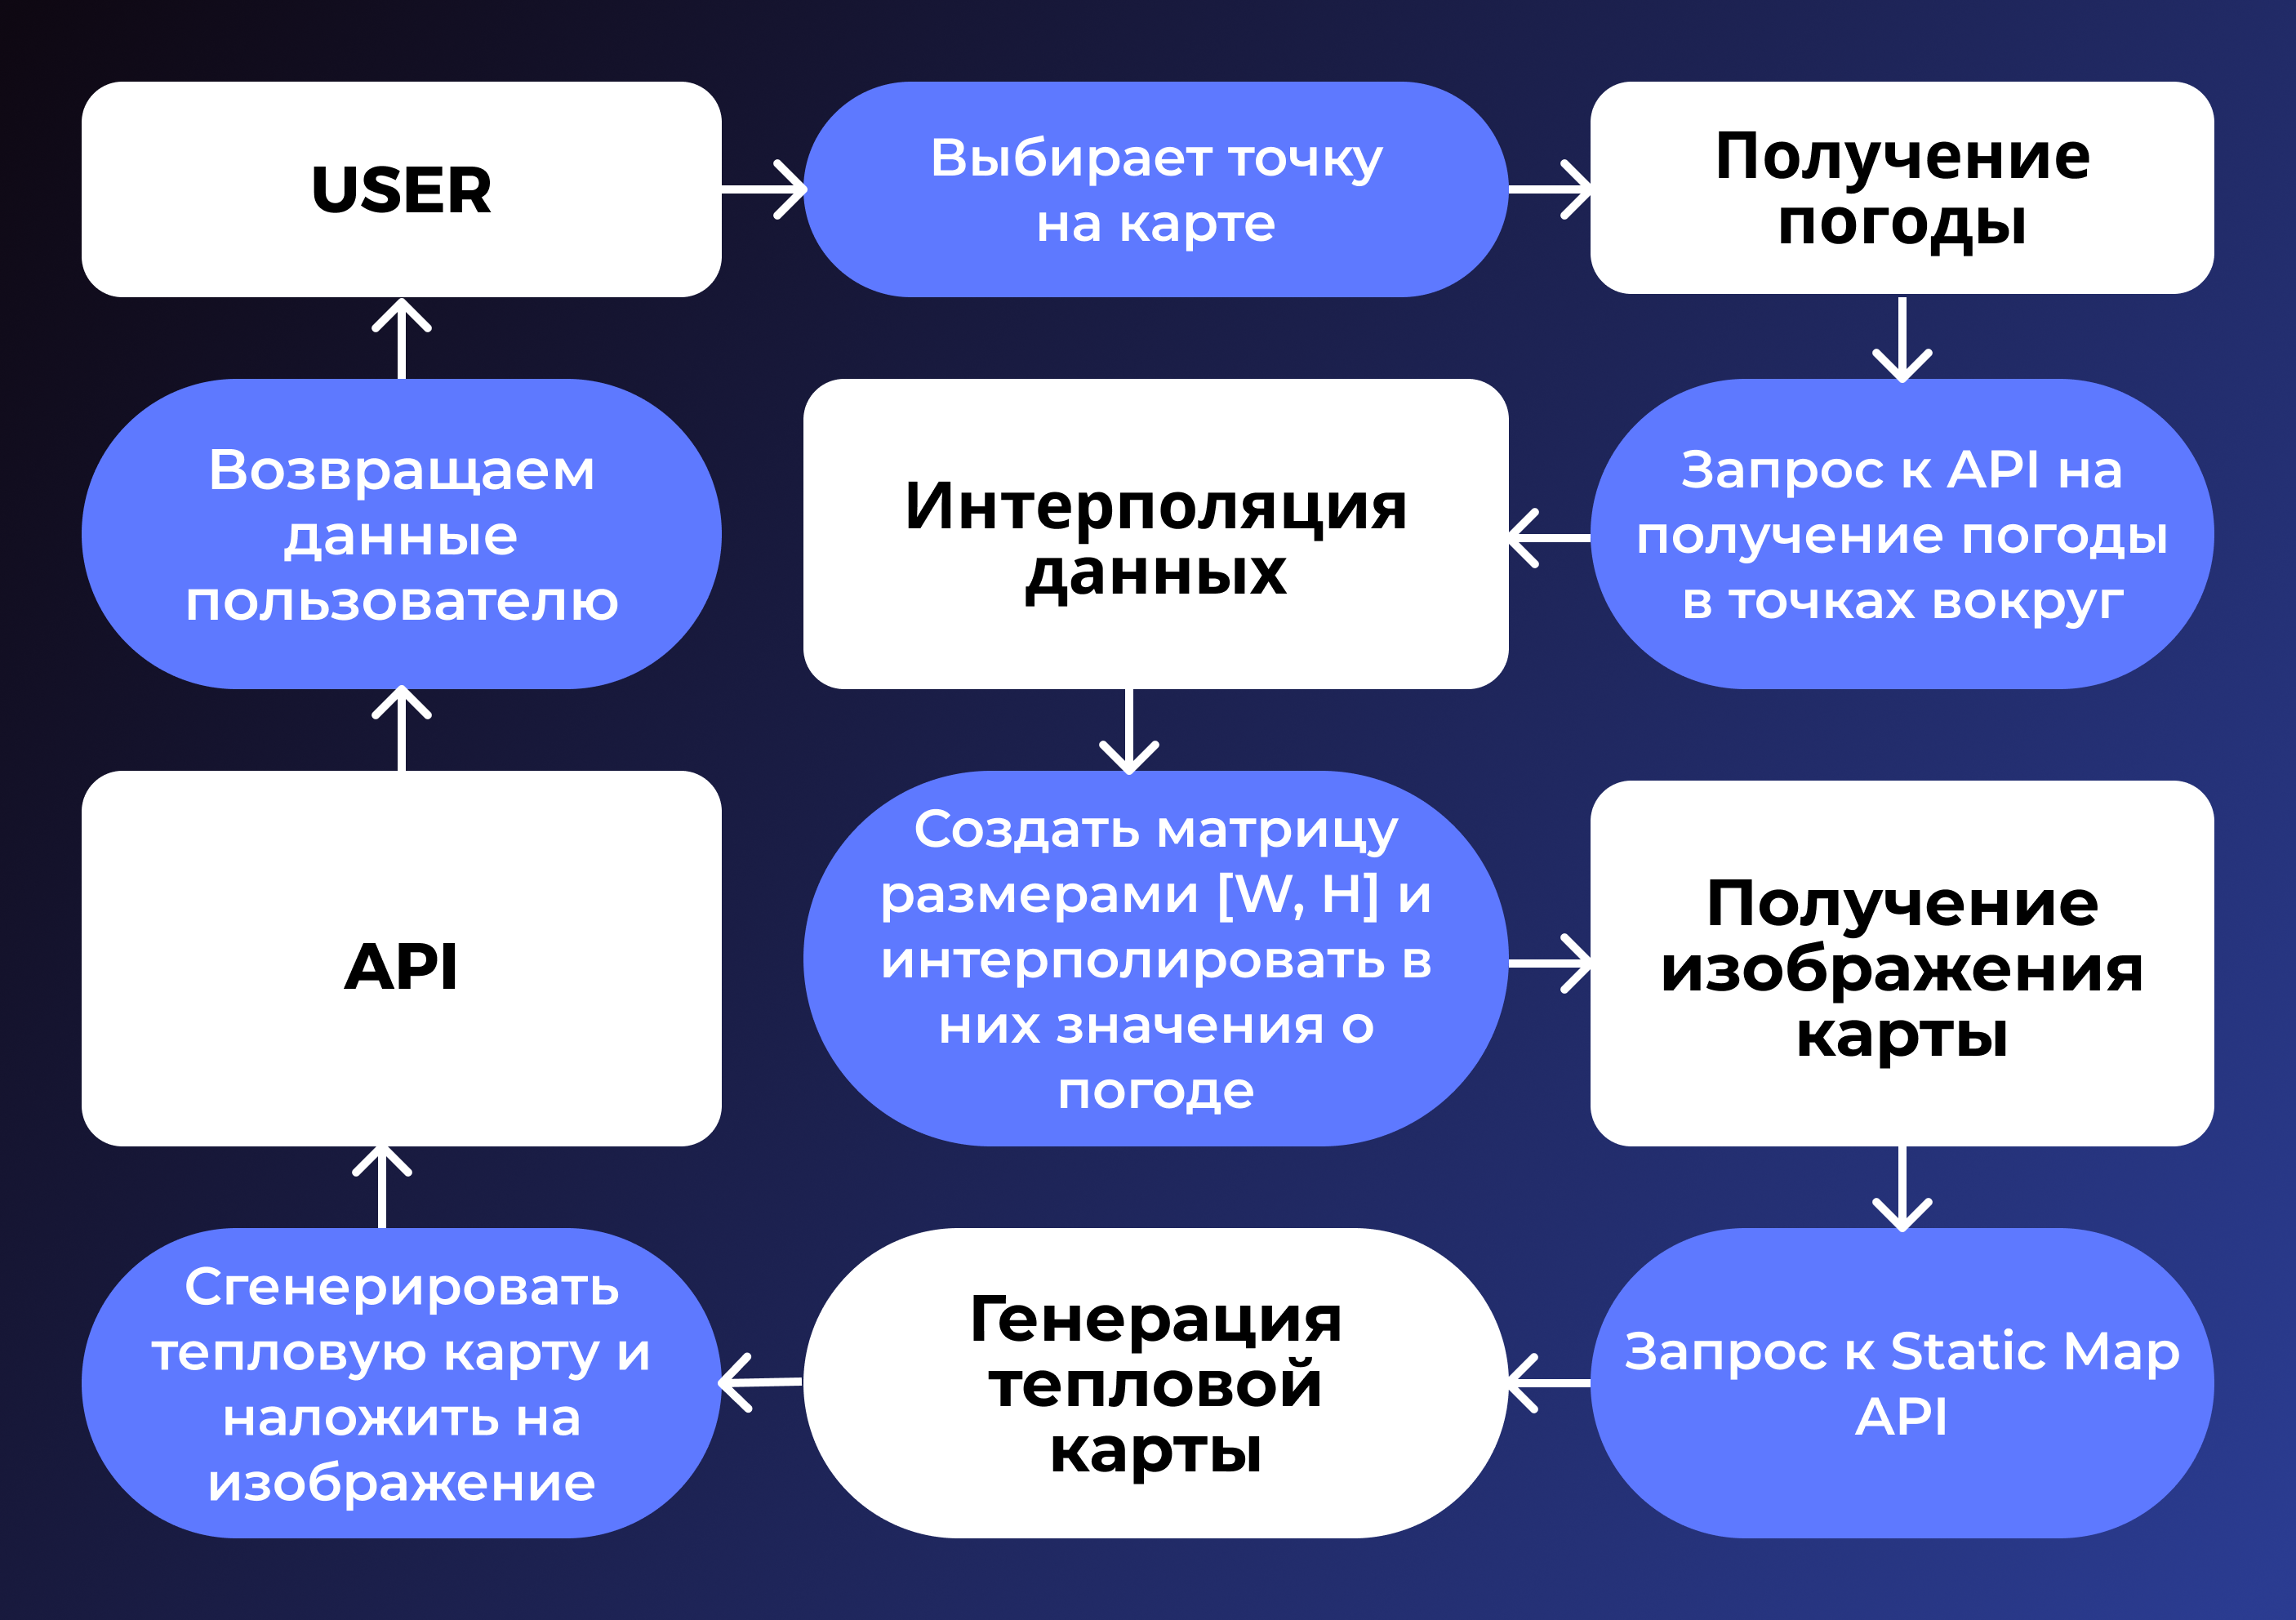 USER
Выбирает точку
на карте
Получение
погоды
Возвращаем
данные
пользователю
Интерполяция
данных
Запрос к API на
получение погоды
в точках вокруг
API
Создать матрицу
размерами [W, H] и
интерполировать в
них значения о
погоде
Получение
изображения
карты
Сгенерировать
тепловую карту и
наложить на
изображение
Генерация
тепловой
карты
Запрос к Static Map
API